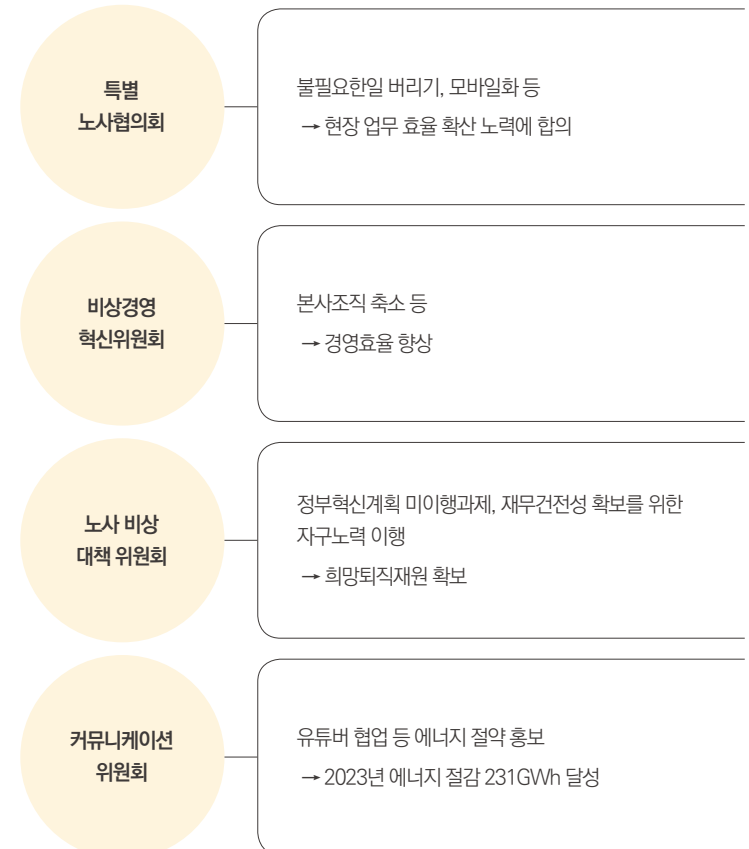 특별
노사협의회
불필요한일 버리기, 모바일화 등
→ 현장 업무 효율 확산 노력에 합의
비상경영
혁신위원회
본사조직 축소 등
→ 경영효율 향상
노사 비상
대책 위원회
정부혁신계획 미이행과제, 재무건전성 확보를 위한
자구노력 이행
→ 희망퇴직재원 확보
커뮤니케이션
위원회
유튜버 협업 등 에너지 절약 홍보
→ 2023년 에너지 절감 231GWh 달성